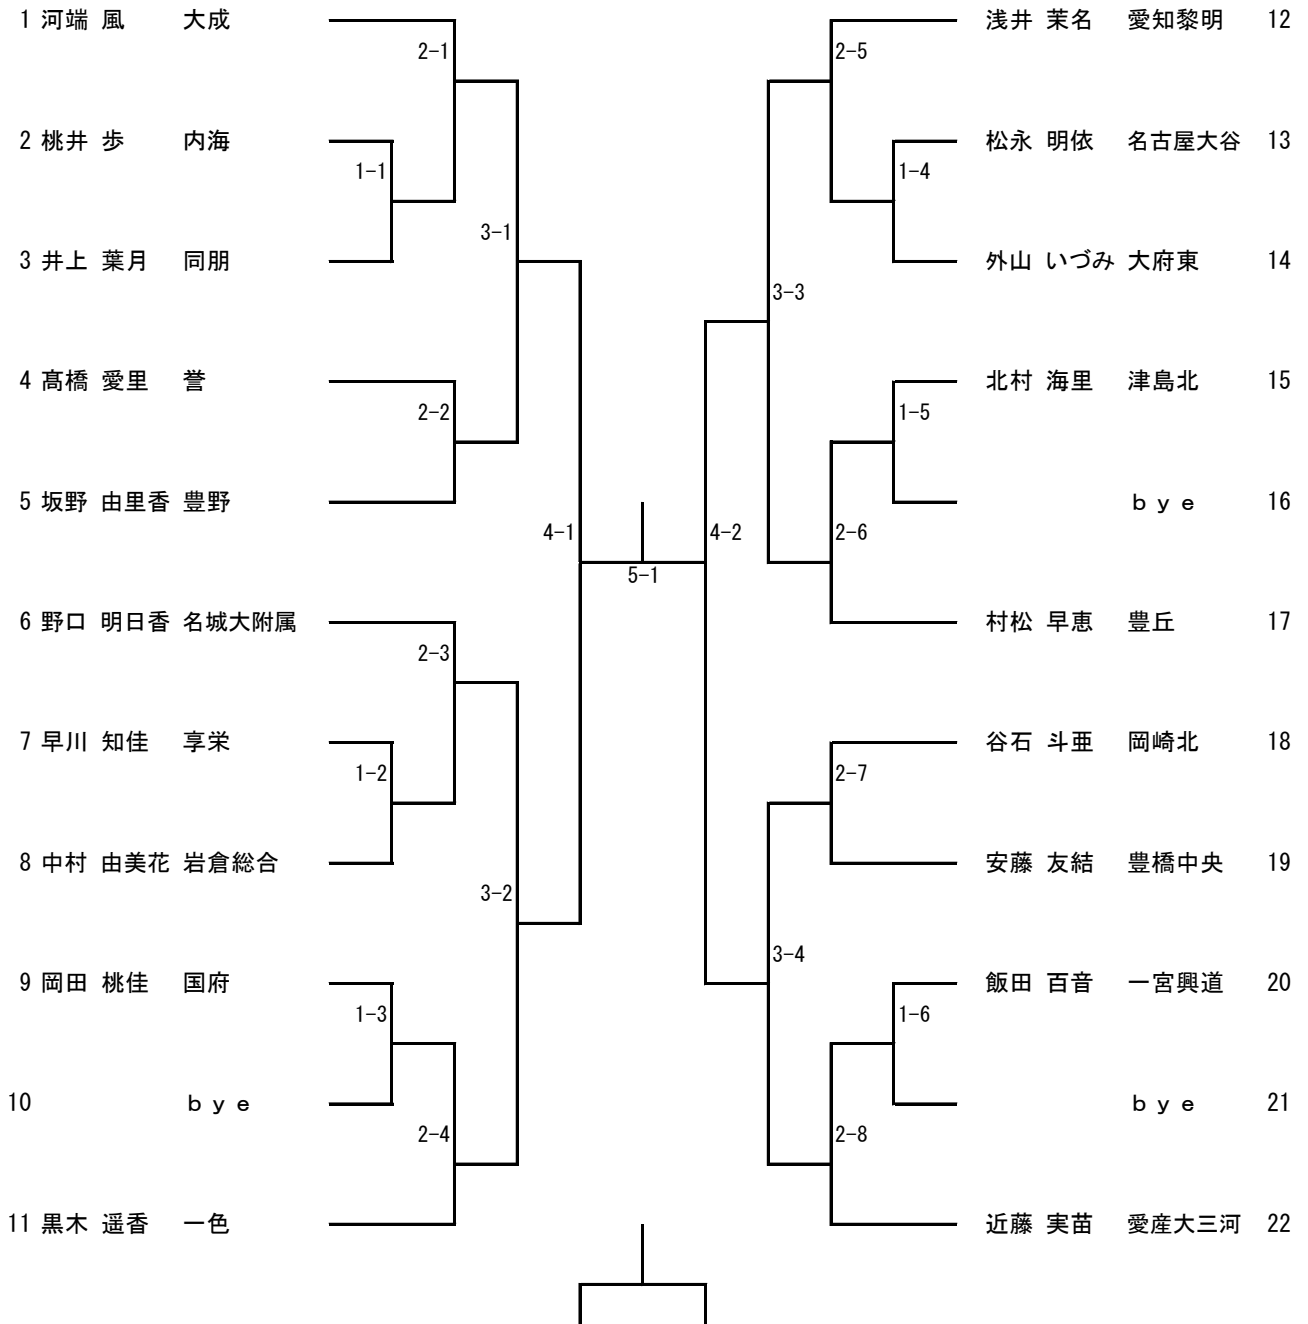 1 河端 風 大成 浅井 茉名 愛知黎明 12
2-1 2-5
2 桃井 歩 内海 松永 明依 名古屋大谷 13
1-1 1-4
3-1
3 井上 葉月 同朋 外山 いづみ 大府東 14
3-3
4 髙橋 愛里 誉 北村 海里 津島北 15
2-2 1-5
5 坂野 由里香 豊野 bye 16
4-1 4-2 2-6
5-1
6 野口 明日香 名城大附属 村松 早恵 豊丘 17
2-3
7 早川 知佳 享栄 谷石 斗亜 岡崎北 18
1-2 2-7
8 中村 由美花 岩倉総合 安藤 友結 豊橋中央 19
3-2
3-4
9 岡田 桃佳 国府 飯田 百音 一宮興道 20
1-3 1-6
10 bye bye 21
2-4 2-8
11 黒木 遥香 一色 近藤 実苗 愛産大三河 22